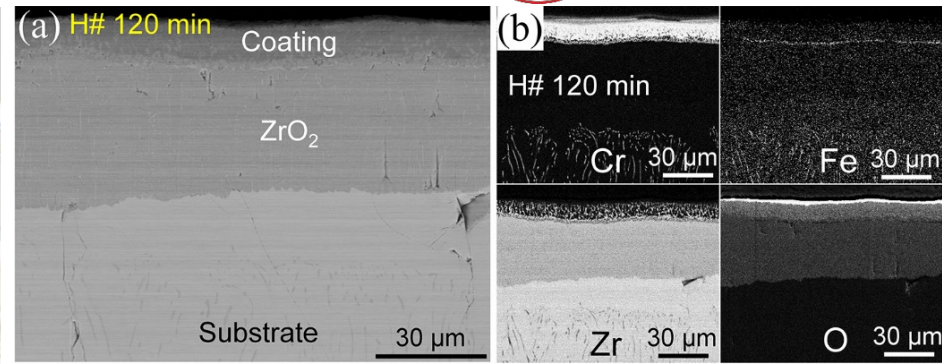 (a) H# 120 min
Coating
ZrO₂
Substrate
30 µm
(b)
H# 120 min
Cr 30 µm
Fe 30 µm
Zr 30 µm
O 30 µm